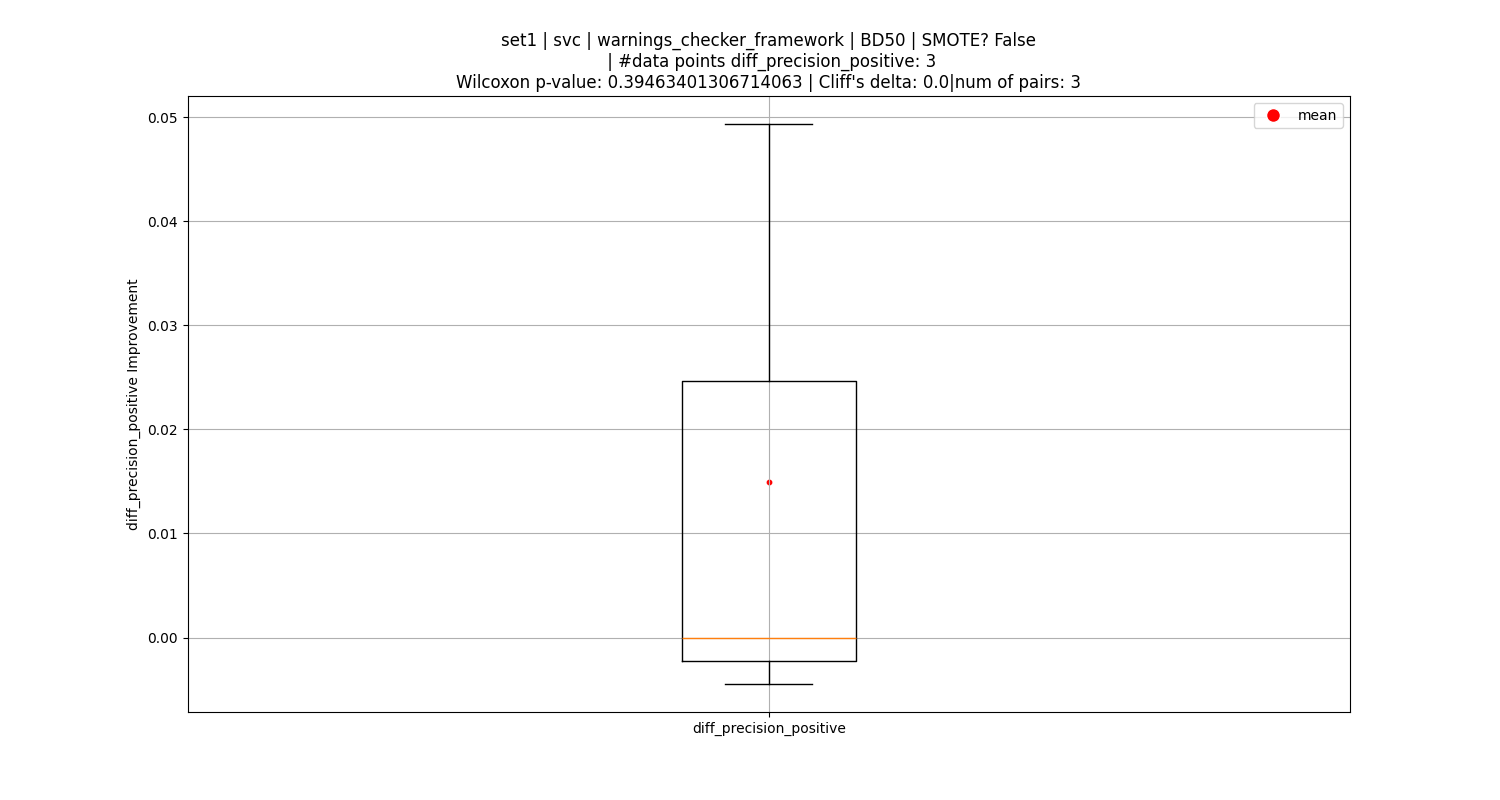 set1 | svc | warnings_checker_framework | BD50 | SMOTE? False
| #data points diff_precision_positive: 3
Wilcoxon p-value: 0.39463401306714063 | Cliff's delta: 0.0|num of pairs: 3
mean
0.05
0.04
0.03
0.02
0.01
0.00
diff_precision_positive Improvement
diff_precision_positive